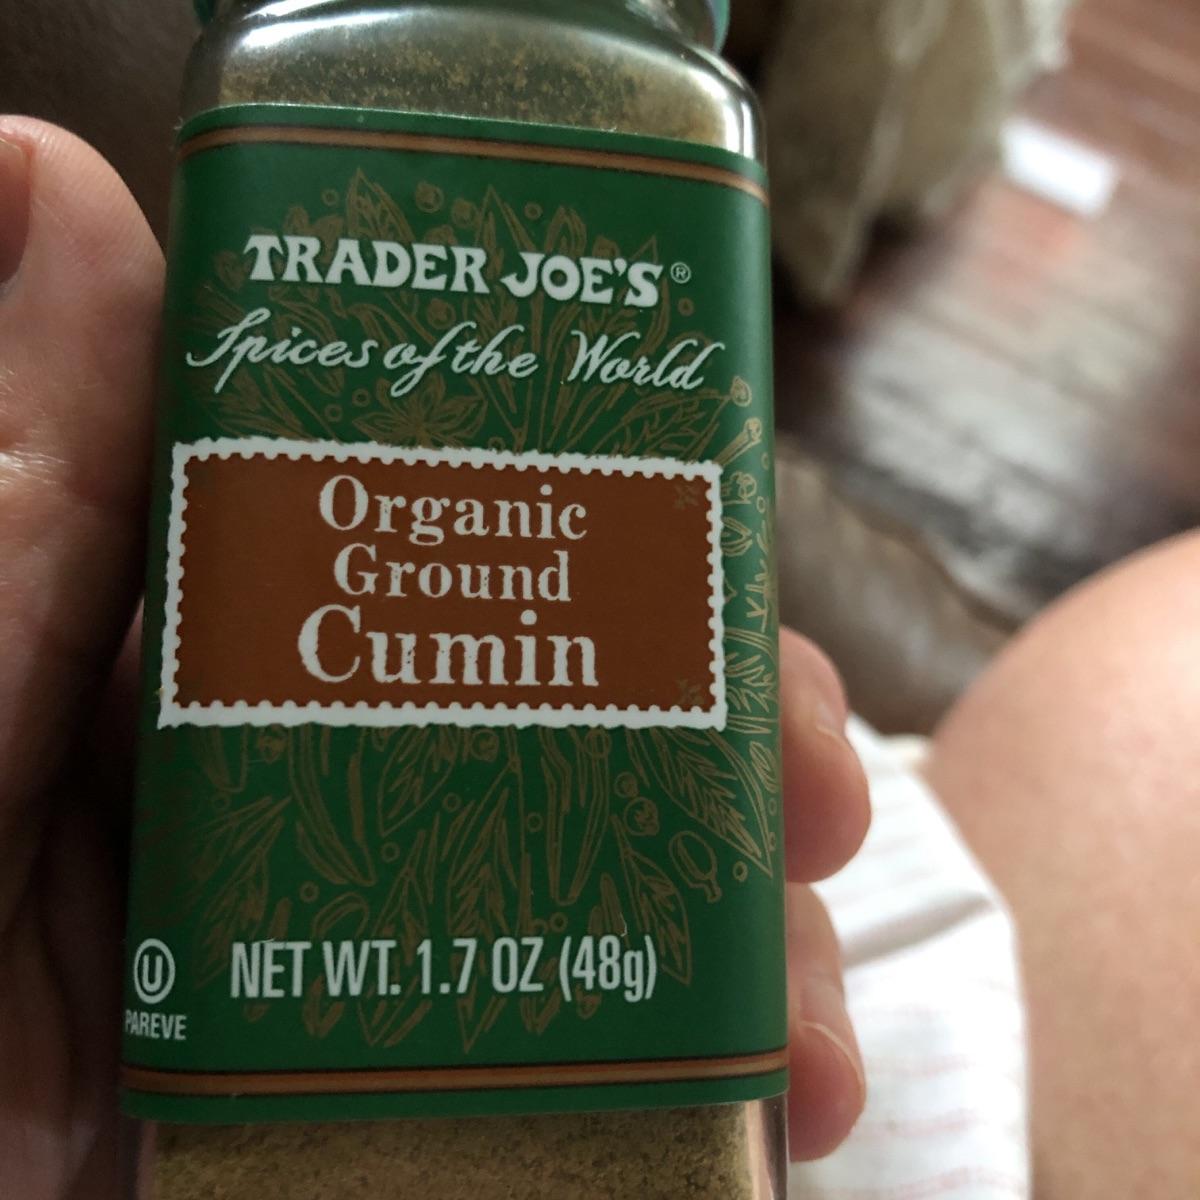 TRADER JOE'S®
Spices of the World
Organic
Ground
Cumin
NET WT. 1.7 OZ (48g)
U
PAREVE